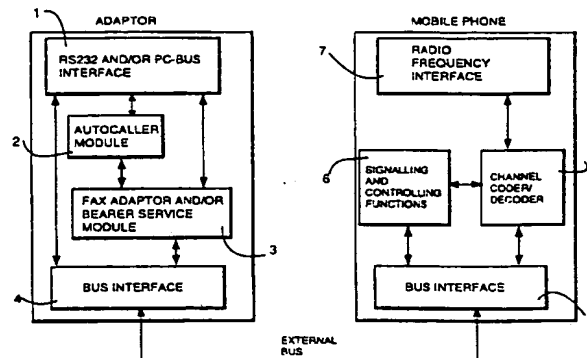 ADAPTOR
1
RS232 AND/OR PC-BUS
INTERFACE
2
AUTOCALLER
MODULE
FAX ADAPTOR AND/OR
BEARER SERVICE
MODULE
3
4
BUS INTERFACE
EXTERNAL
BUS
MOBILE PHONE
7
RADIO
FREQUENCY
INTERFACE
6
SIGNALLING
AND
CONTROLLING
FUNCTIONS
CHANNEL
CODER/
DECODER
BUS INTERFACE